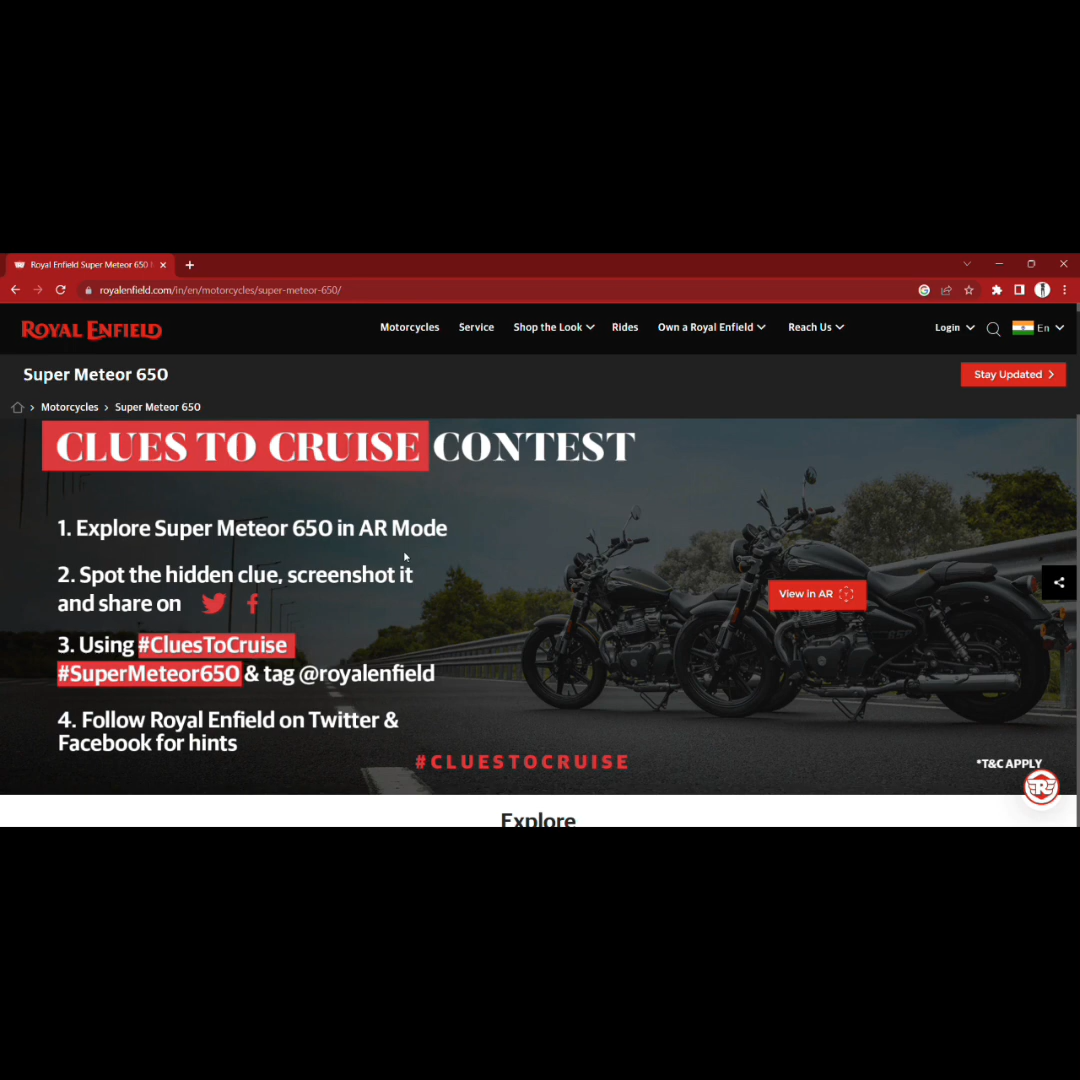 Royal Enfield Super Meteor 650 |
royalenfield.com/in/en/motorcycles/super-meteor-650/
ROYAL ENFIELD
Motorcycles Service Shop the Look Rides Own a Royal Enfield Reach Us Login En
Super Meteor 650
Stay Updated
Motorcycles > Super Meteor 650
CLUES TO CRUISE CONTEST
1. Explore Super Meteor 650 in AR Mode
2. Spot the hidden clue, screenshot it
and share on
View in AR
3. Using #CluesToCruise
#SuperMeteor650 & tag @royalenfield
4. Follow Royal Enfield on Twitter &
Facebook for hints
#CLUESTOCRUISE
*T&C APPLY
Explore